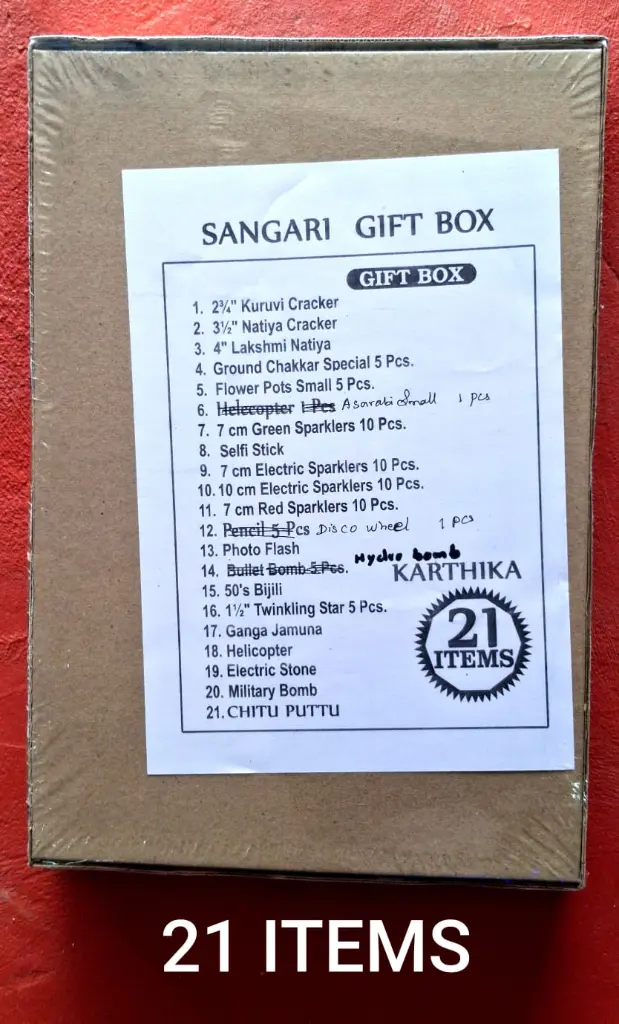 SANGARI GIFT BOX
GIFT BOX
1. 2¾" Kuruvi Cracker
2. 3½" Natiya Cracker
3. 4" Lakshmi Natiya
4. Ground Chakkar Special 5 Pcs.
5. Flower Pots Small 5 Pcs.
6. Helecopter 1 Pcs Asarabi Small 1 pcs
7. 7 cm Green Sparklers 10 Pcs.
8. Selfi Stick
9. 7 cm Electric Sparklers 10 Pcs.
10. 10 cm Electric Sparklers 10 Pcs.
11. 7 cm Red Sparklers 10 Pcs.
12. Pencil 5 Pcs Disco wheel 1 pcs
13. Photo Flash
14. Bullet Bomb 5 Pcs. Hydro bomb
KARTHIKA
15. 50's Bijili
16. 1½" Twinkling Star 5 Pcs.
17. Ganga Jamuna
18. Helicopter
19. Electric Stone
20. Military Bomb
21. CHITU PUTTU
21
ITEMS
21 ITEMS